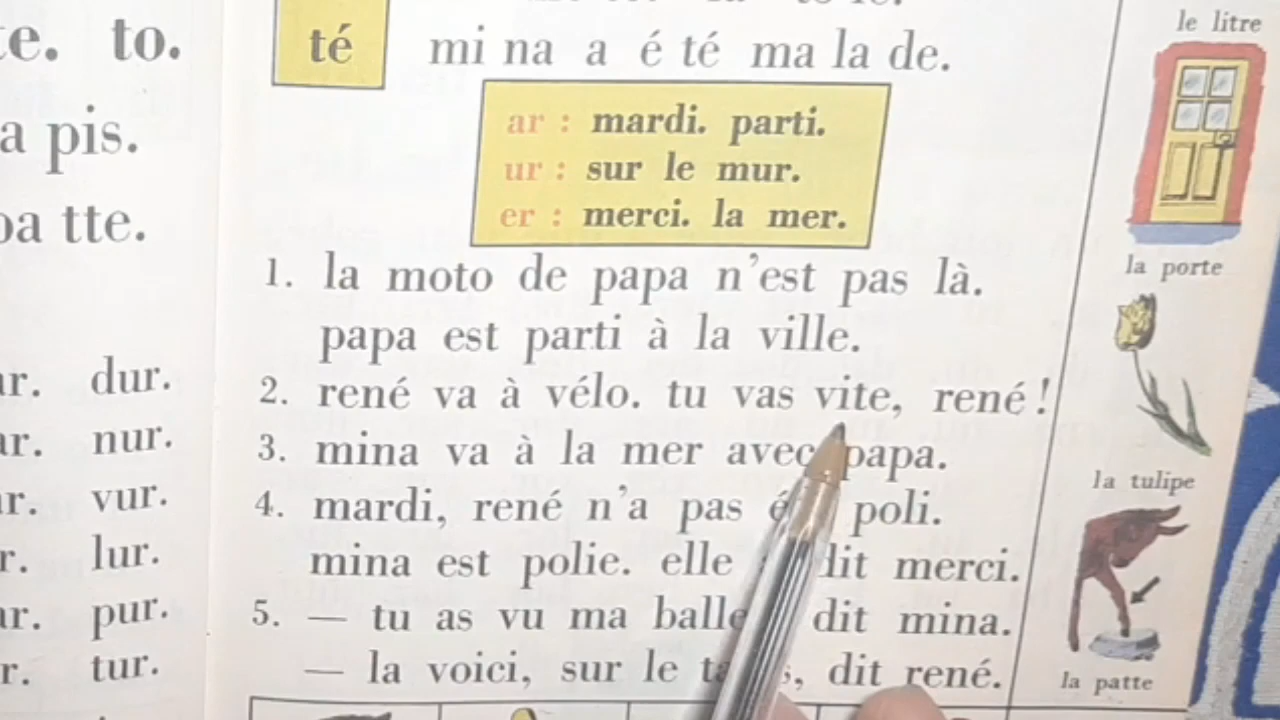 te. to.
a pis.
pa tte.
dur.
nur.
vur.
lur.
pur.
tur.
té
mi na a é té ma la de.
ar : mardi. parti.
ur : sur le mur.
er : merci. la mer.
1. la moto de papa n'est pas là.
papa est parti à la ville.
2. rené va à vélo. tu vas vite, rené !
3. mina va à la mer avec papa.
4. mardi, rené n'a pas poli.
mina est polie. elle dit merci.
5. — tu as vu ma balle dit mina.
— la voici, sur le dit rené.
le litre
la porte
la tulipe
la patte